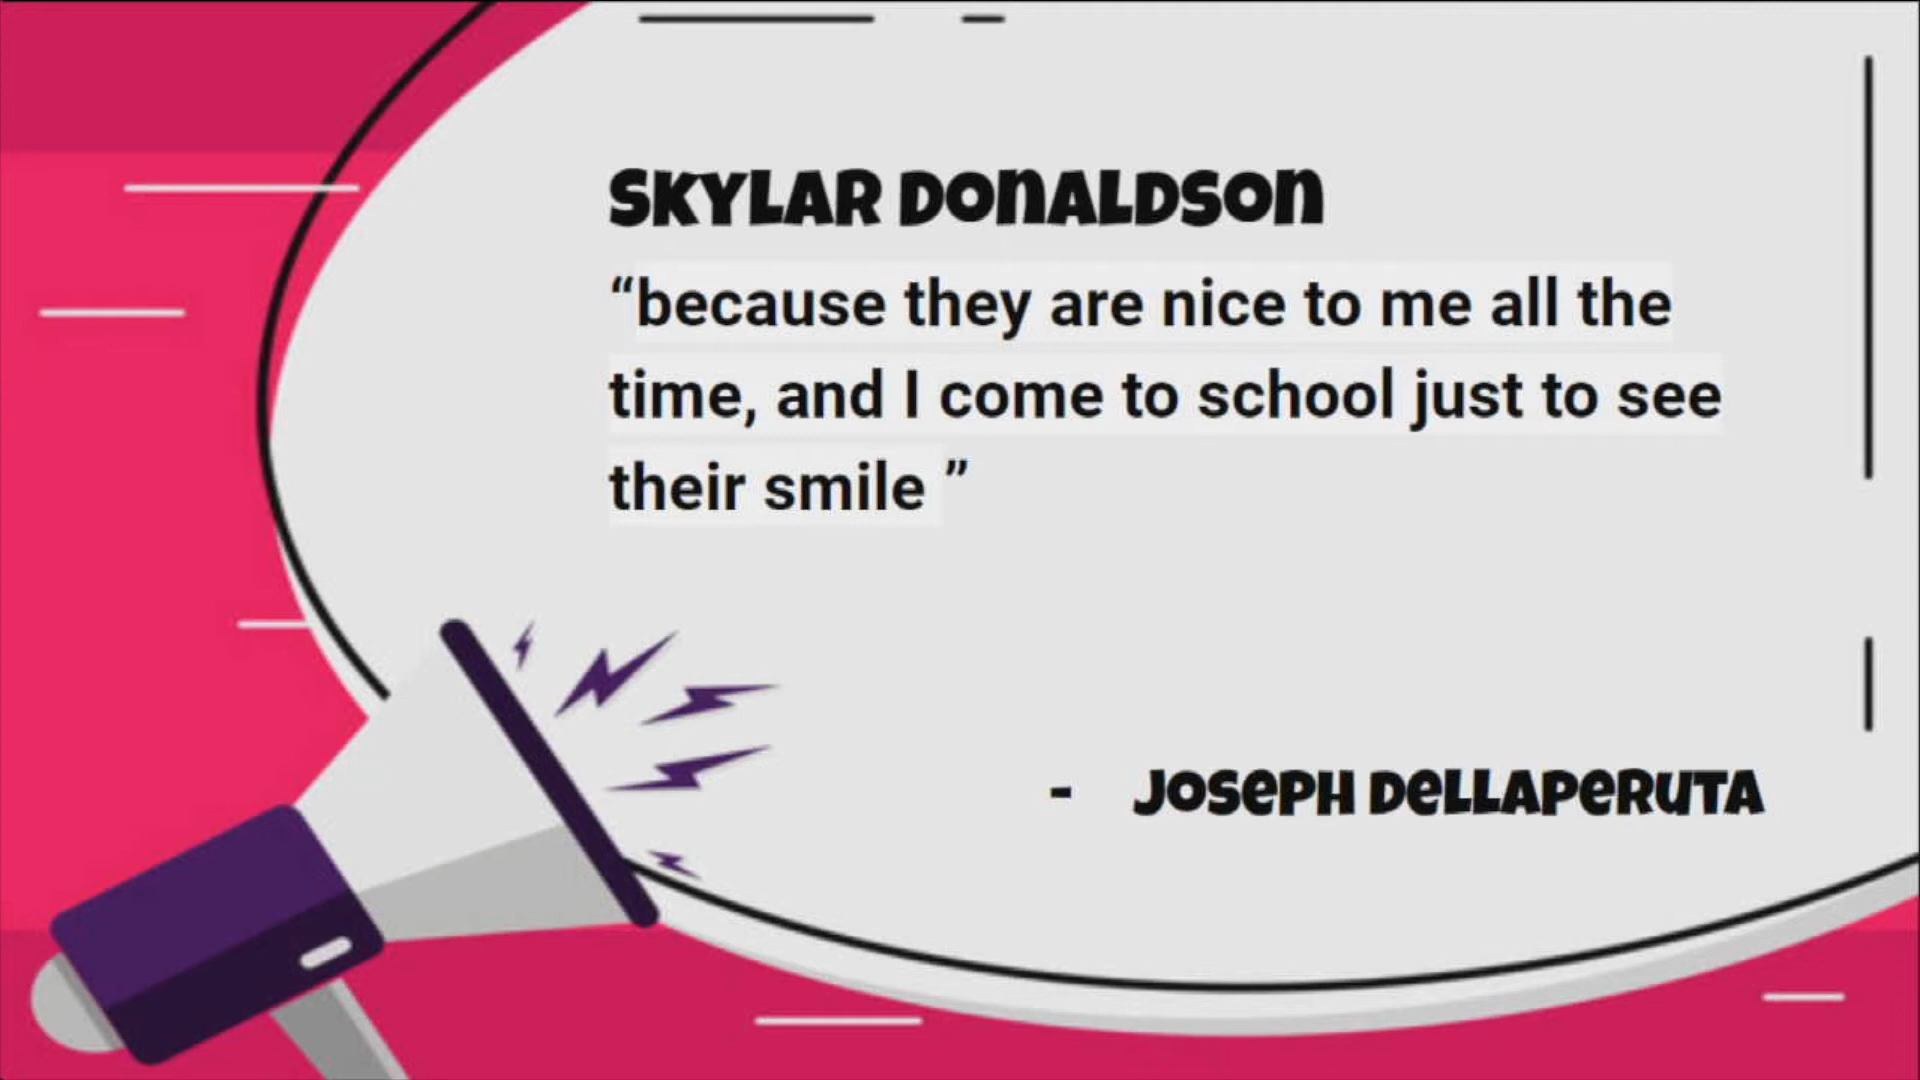 SKYLAR DONALDSON
“because they are nice to me all the
time, and I come to school just to see
their smile ”
- JOSEPH DELLAPERUTA